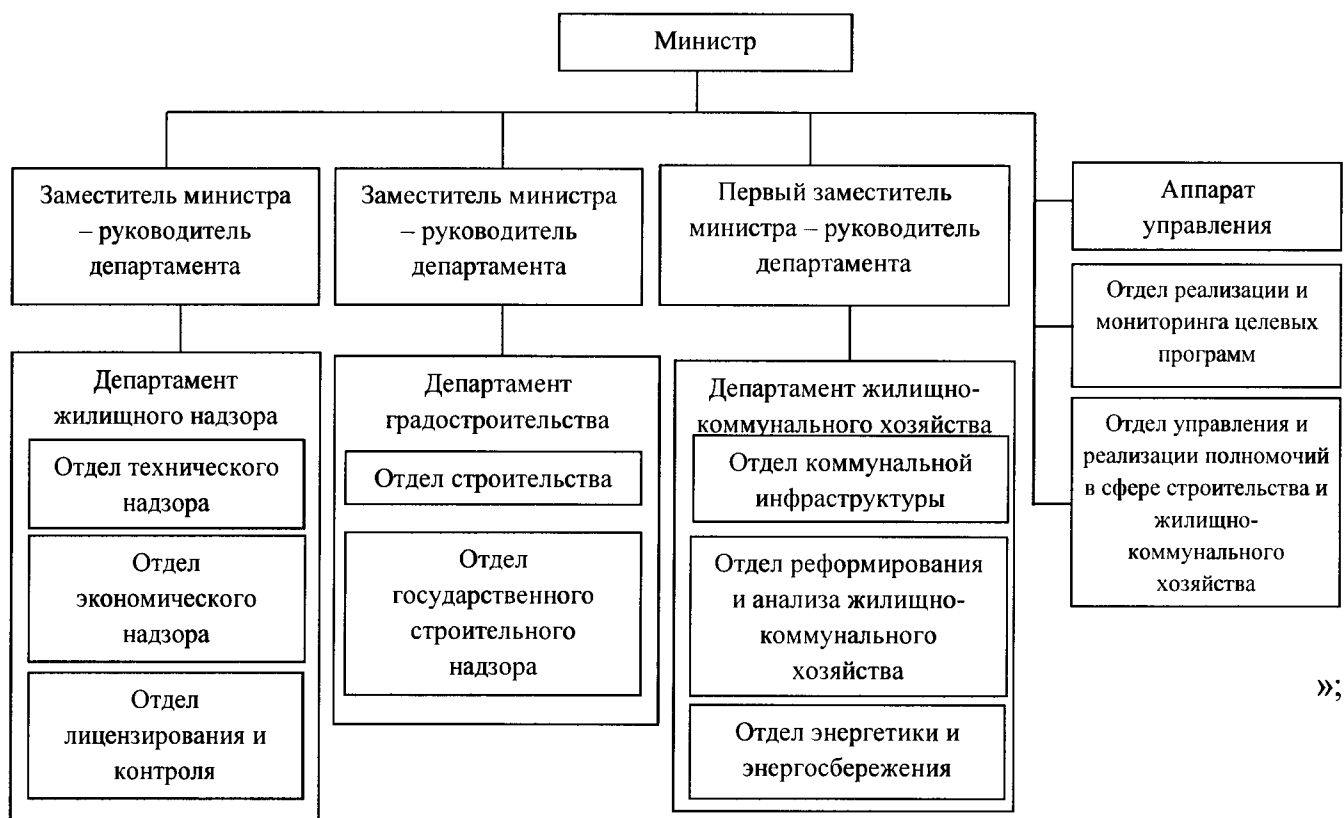 Министр
Заместитель министра
– руководитель
департамента
Заместитель министра
– руководитель
департамента
Первый заместитель
министра – руководитель
департамента
Аппарат
управления
Отдел реализации и
мониторинга целевых
программ
Отдел управления и
реализации полномочий
в сфере строительства и
жилищно-
коммунального
хозяйства
Департамент
жилищного надзора
Отдел технического
надзора
Отдел
экономического
надзора
Отдел
лицензирования и
контроля
Департамент
градостроительства
Отдел строительства
Отдел
государственного
строительного
надзора
Департамент жилищно-
коммунального хозяйства
Отдел коммунальной
инфраструктуры
Отдел реформирования
и анализа жилищно-
коммунального
хозяйства
Отдел энергетики и
энергосбережения
»;